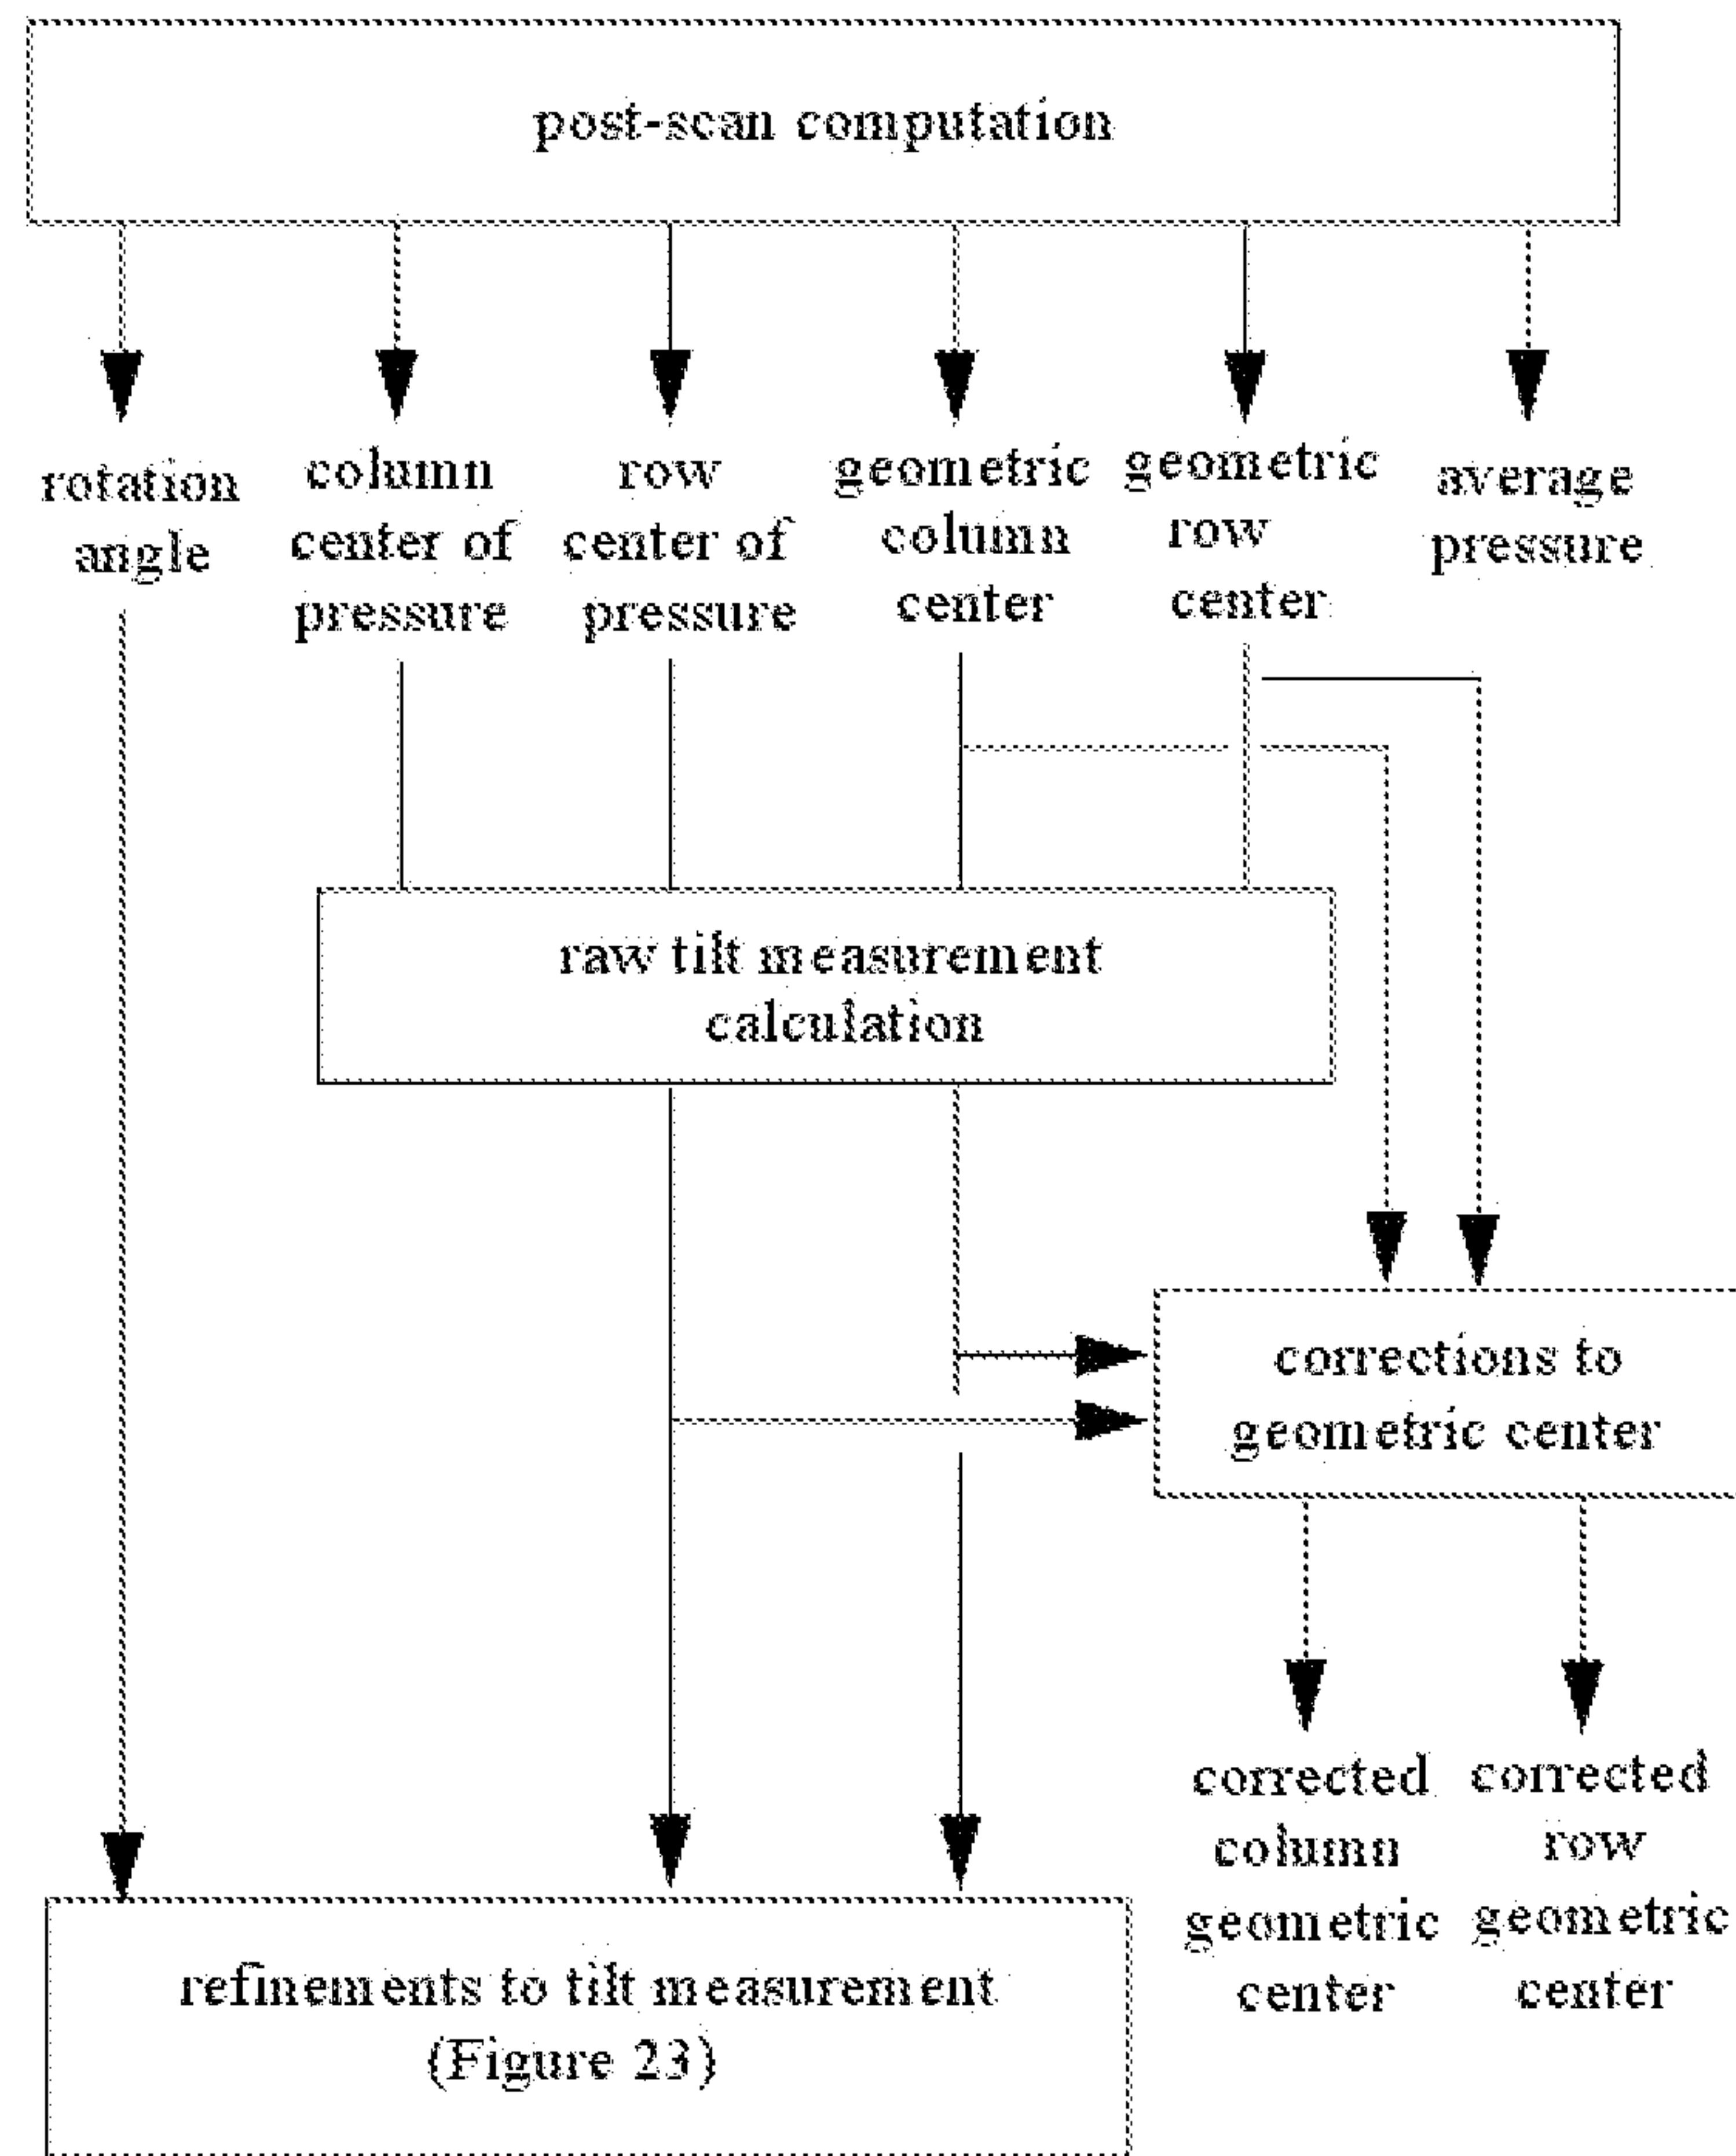 post-scan computation
rotation
angle
column
center of
pressure
row
center of
pressure
geometric
column
center
geometric
row
center
average
pressure
raw tilt measurement
calculation
corrections to
geometric center
corrected
column
geometric
center
corrected
row
geometric
center
refinements to tilt measurement
(Figure 23)